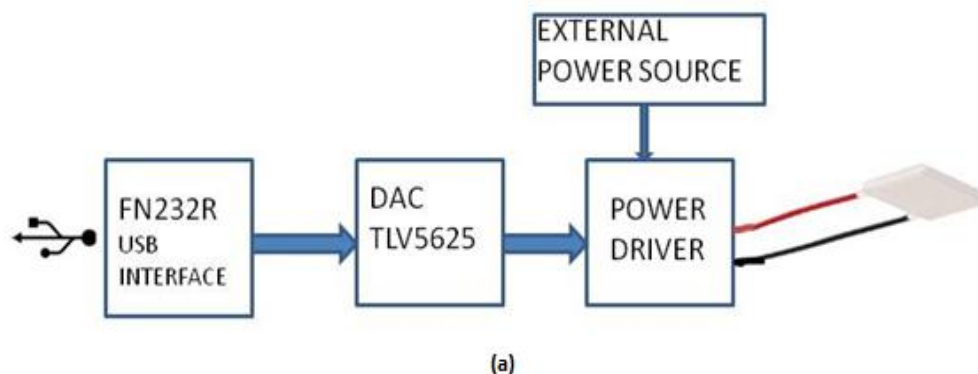 EXTERNAL
POWER SOURCE
FN232R
USB
INTERFACE
DAC
TLV5625
POWER
DRIVER
(a)